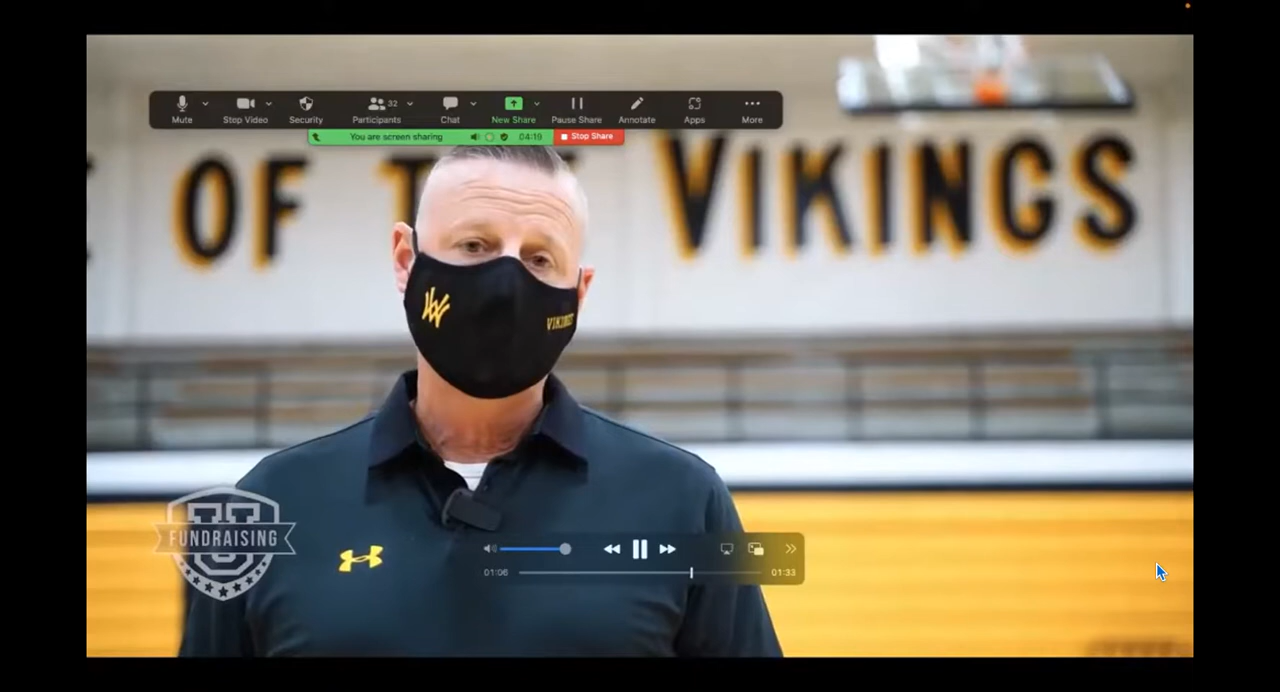 32
Mute
Stop Video
Security
Participants
Chat
New Share
Pause Share
Annotate
Apps
More
You are screen sharing
04:19
Stop Share
OF T VIKINGS
W
VIKINGS
U
FUNDRAISING
01:06
01:33